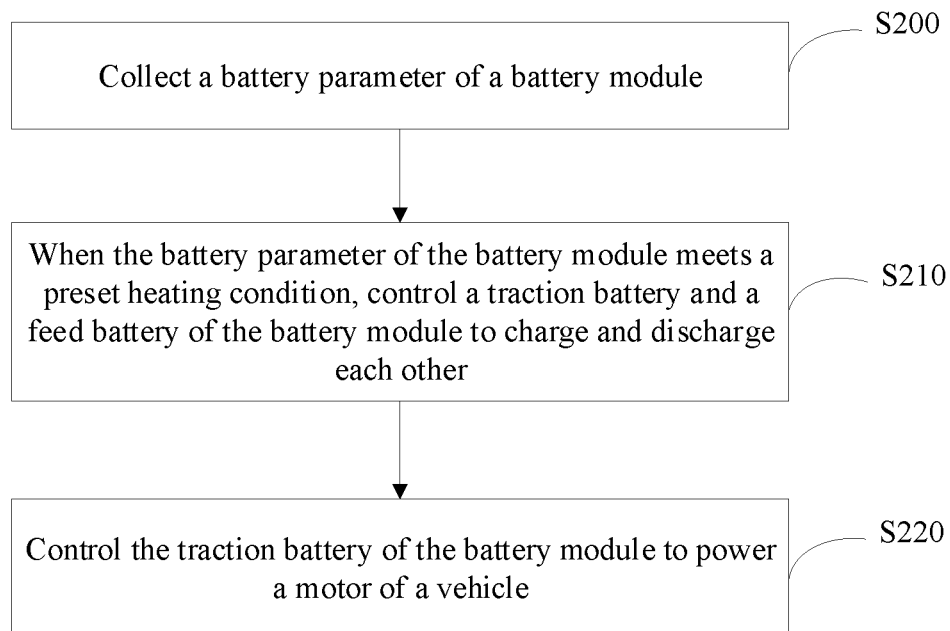 S200
Collect a battery parameter of a battery module
When the battery parameter of the battery module meets a
preset heating condition, control a traction battery and a
feed battery of the battery module to charge and discharge
each other
S210
Control the traction battery of the battery module to power
a motor of a vehicle
S220